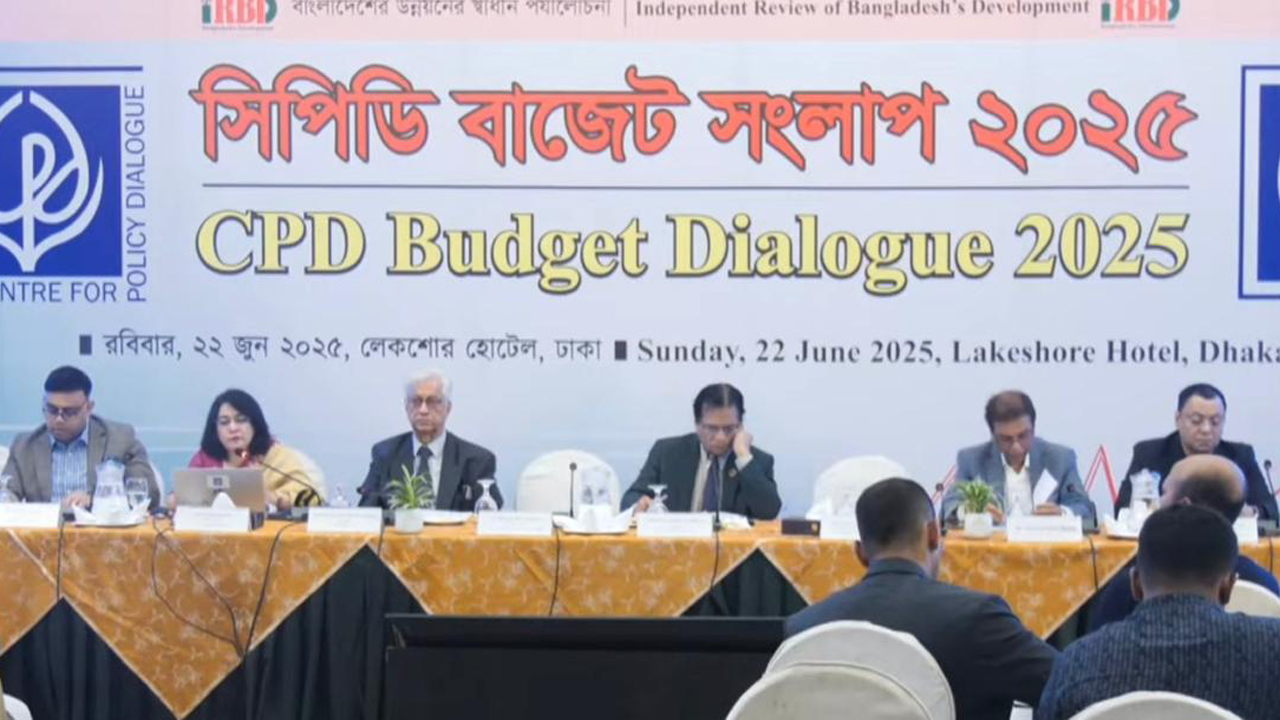 IRBD বাংলাদেশের উন্নয়নের স্বাধীন পর্যালোচনা | Independent Review of Bangladesh's Development IRBD
সিপিডি বাজেট সংলাপ ২০২৫
CPD Budget Dialogue 2025
NTRE FOR
POLICY DIALOGUE
রবিবার, ২২ জুন ২০২৫, লেকশোর হোটেল, ঢাকা ■ Sunday, 22 June 2025, Lakeshore Hotel, Dhaka